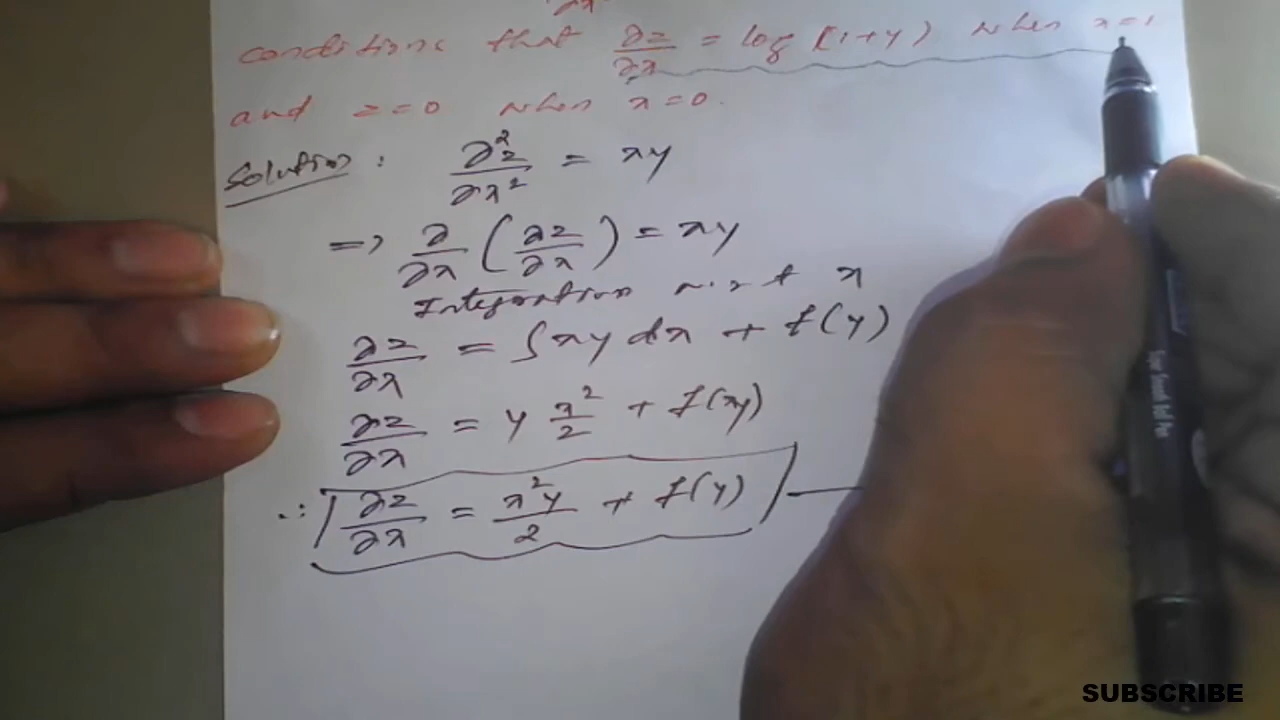 conditions that ∂z/∂x = log (1+y) when x=1
and z=0 when x=0.
Solution : ∂²z/∂x² = xy
=> ∂/∂x (∂z/∂x) = xy
Integration w.r.t x
∂z/∂x = ∫xy dx + f(y)
∂z/∂x = y x²/2 + f(xy)
∴ ∂z/∂x = x²y/2 + f(y)
SUBSCRIBE